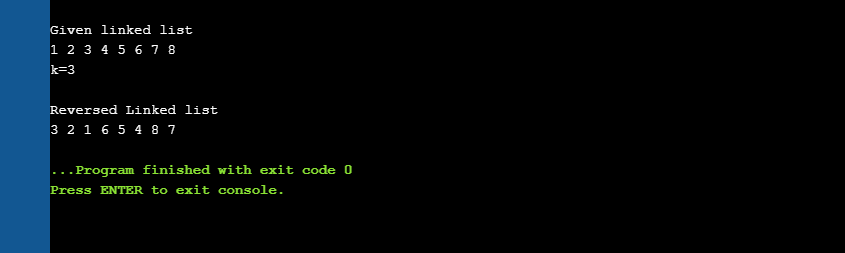 Given linked list
1 2 3 4 5 6 7 8
k=3
Reversed Linked list
3 2 1 6 5 4 8 7
...Program finished with exit code 0
Press ENTER to exit console.